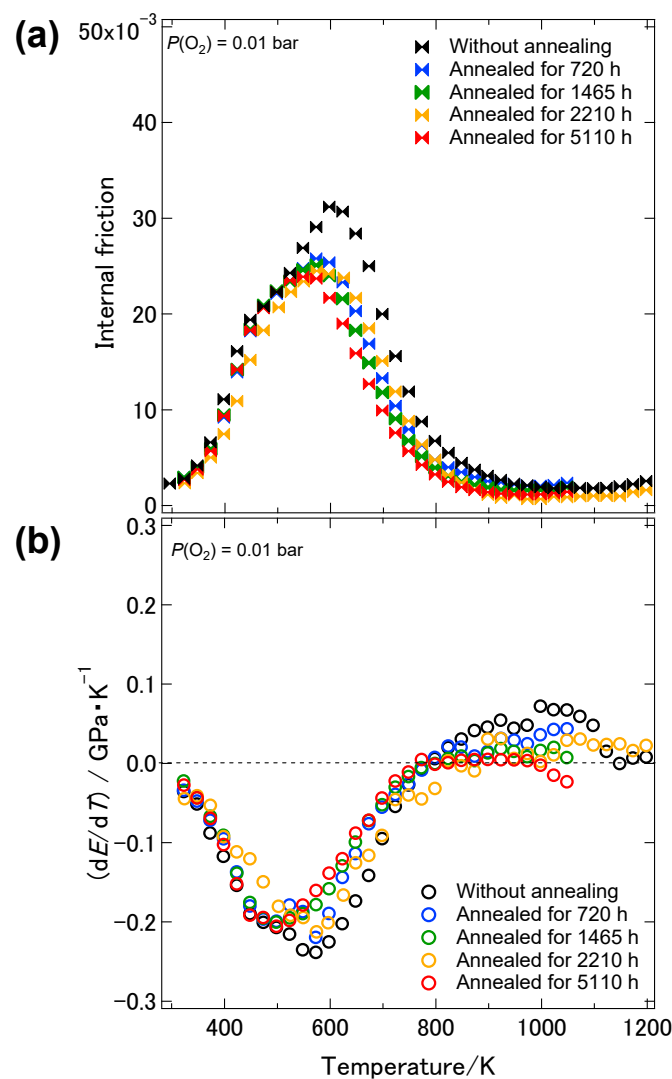 (a)
50x10⁻³
P(O₂) = 0.01 bar
Without annealing
Annealed for 720 h
Annealed for 1465 h
Annealed for 2210 h
Annealed for 5110 h
40
30
20
10
0
Internal friction
(b)
0.3
P(O₂) = 0.01 bar
0.2
0.1
0.0
−0.1
−0.2
−0.3
(dE/dT) / GPa・K⁻¹
Without annealing
Annealed for 720 h
Annealed for 1465 h
Annealed for 2210 h
Annealed for 5110 h
400 600 800 1000 1200
Temperature/K